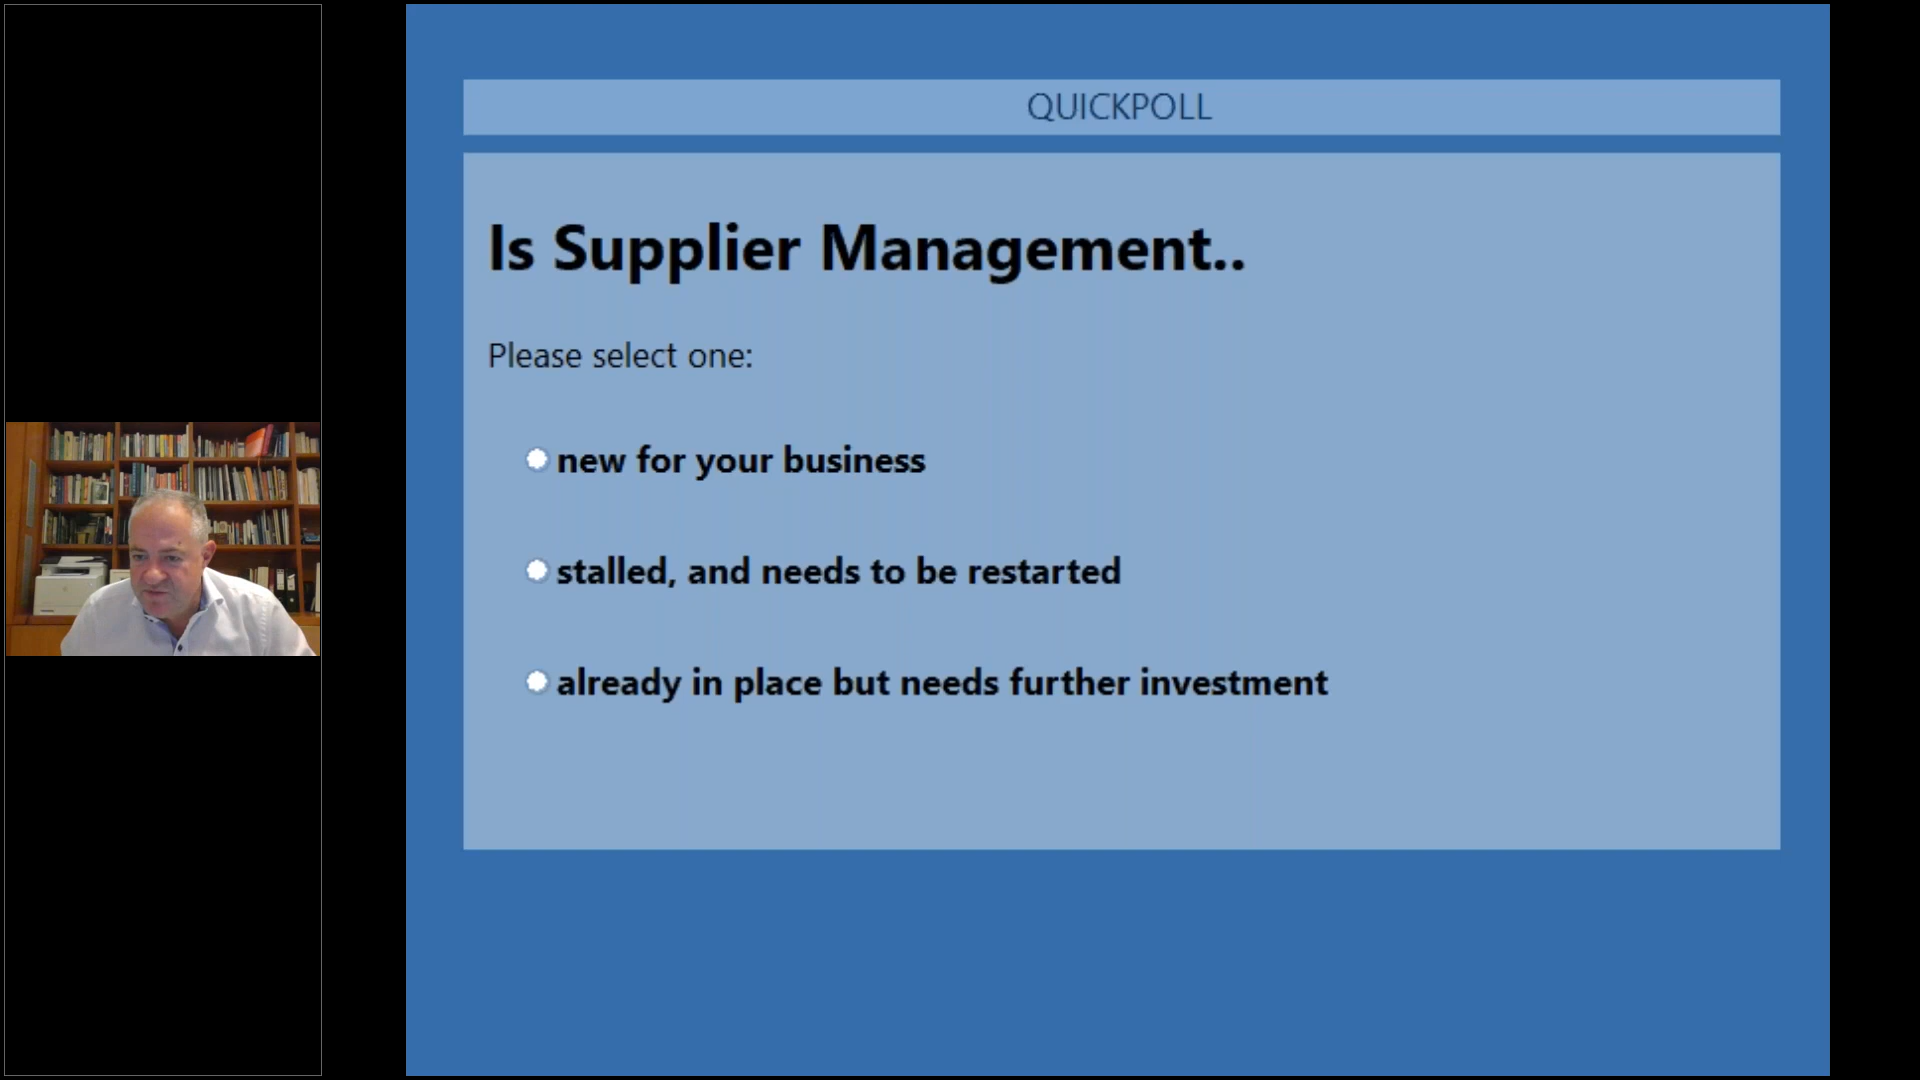 QUICKPOLL
Is Supplier Management..
Please select one:
new for your business
stalled, and needs to be restarted
already in place but needs further investment